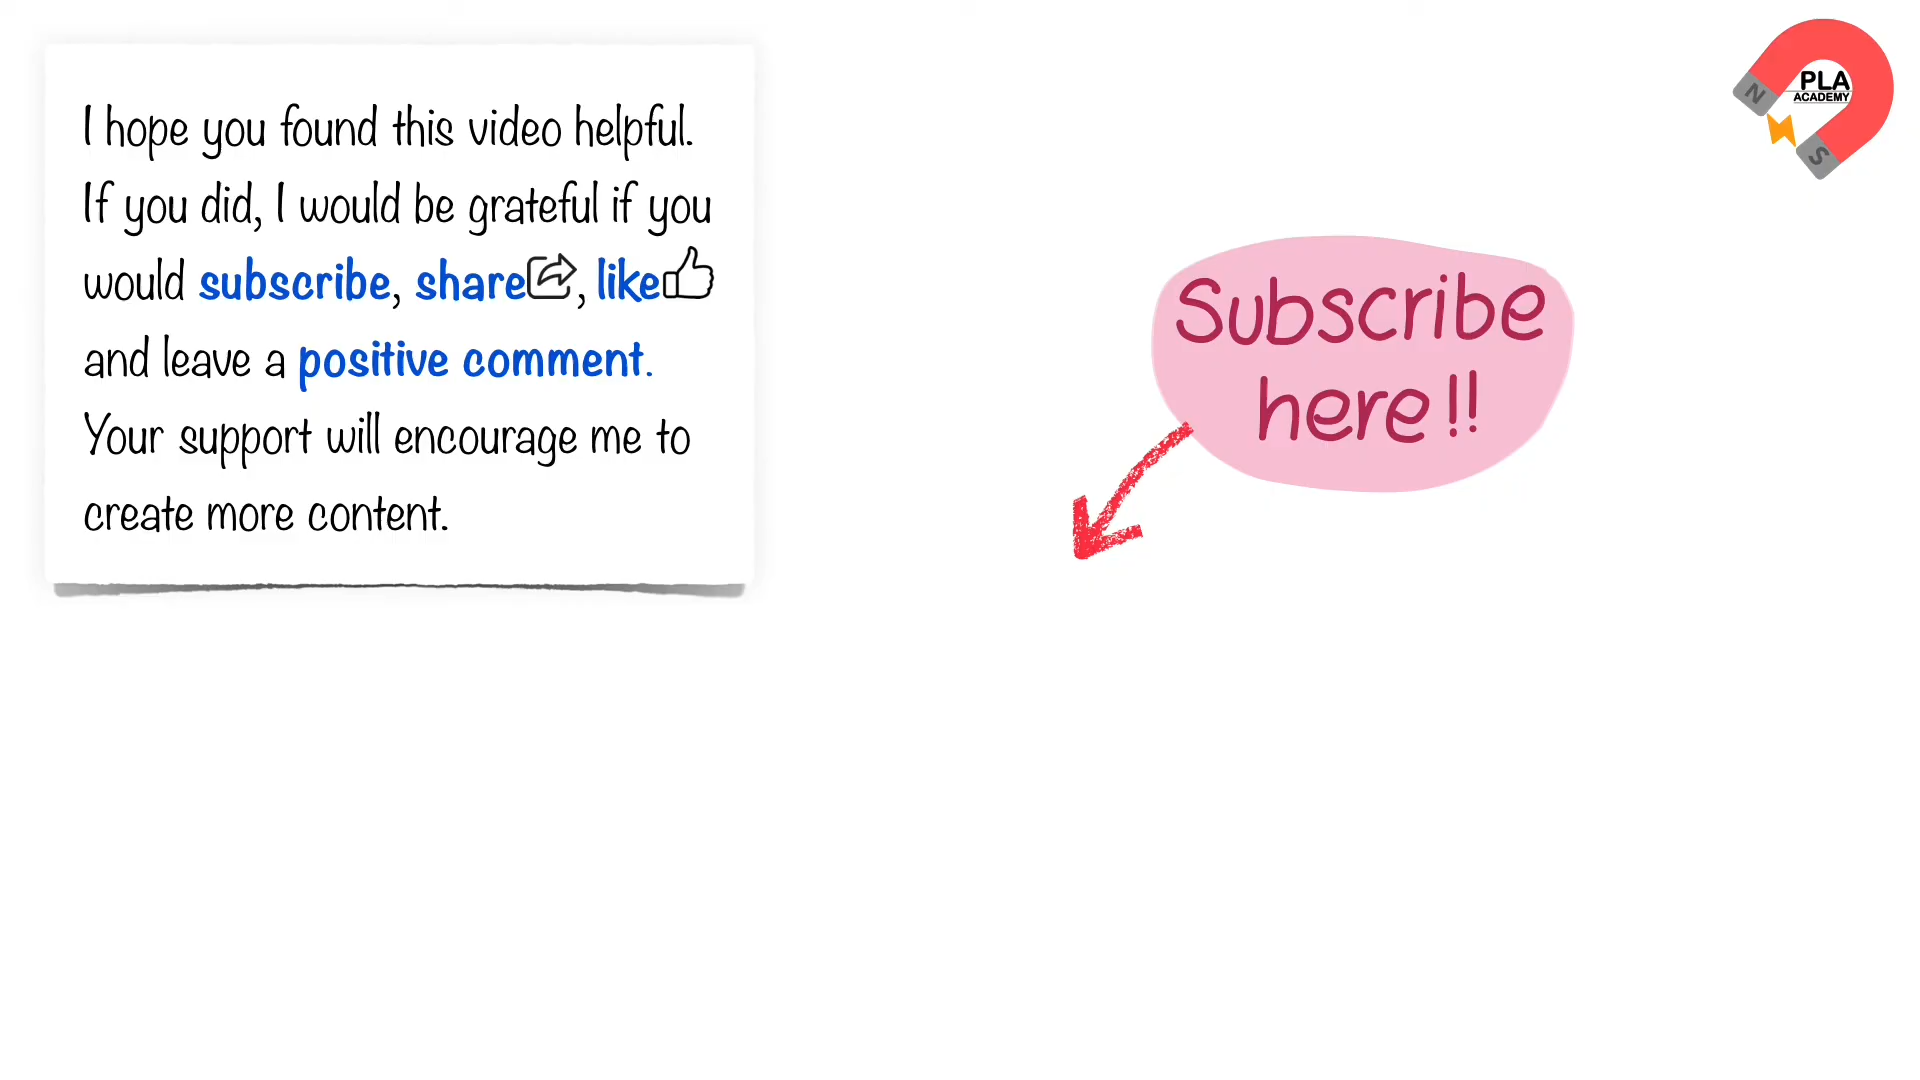 I hope you found this video helpful.
If you did, I would be grateful if you
would subscribe, share, like
and leave a positive comment.
Your support will encourage me to
create more content.
Subscribe
here!!
PLA
ACADEMY
N
S